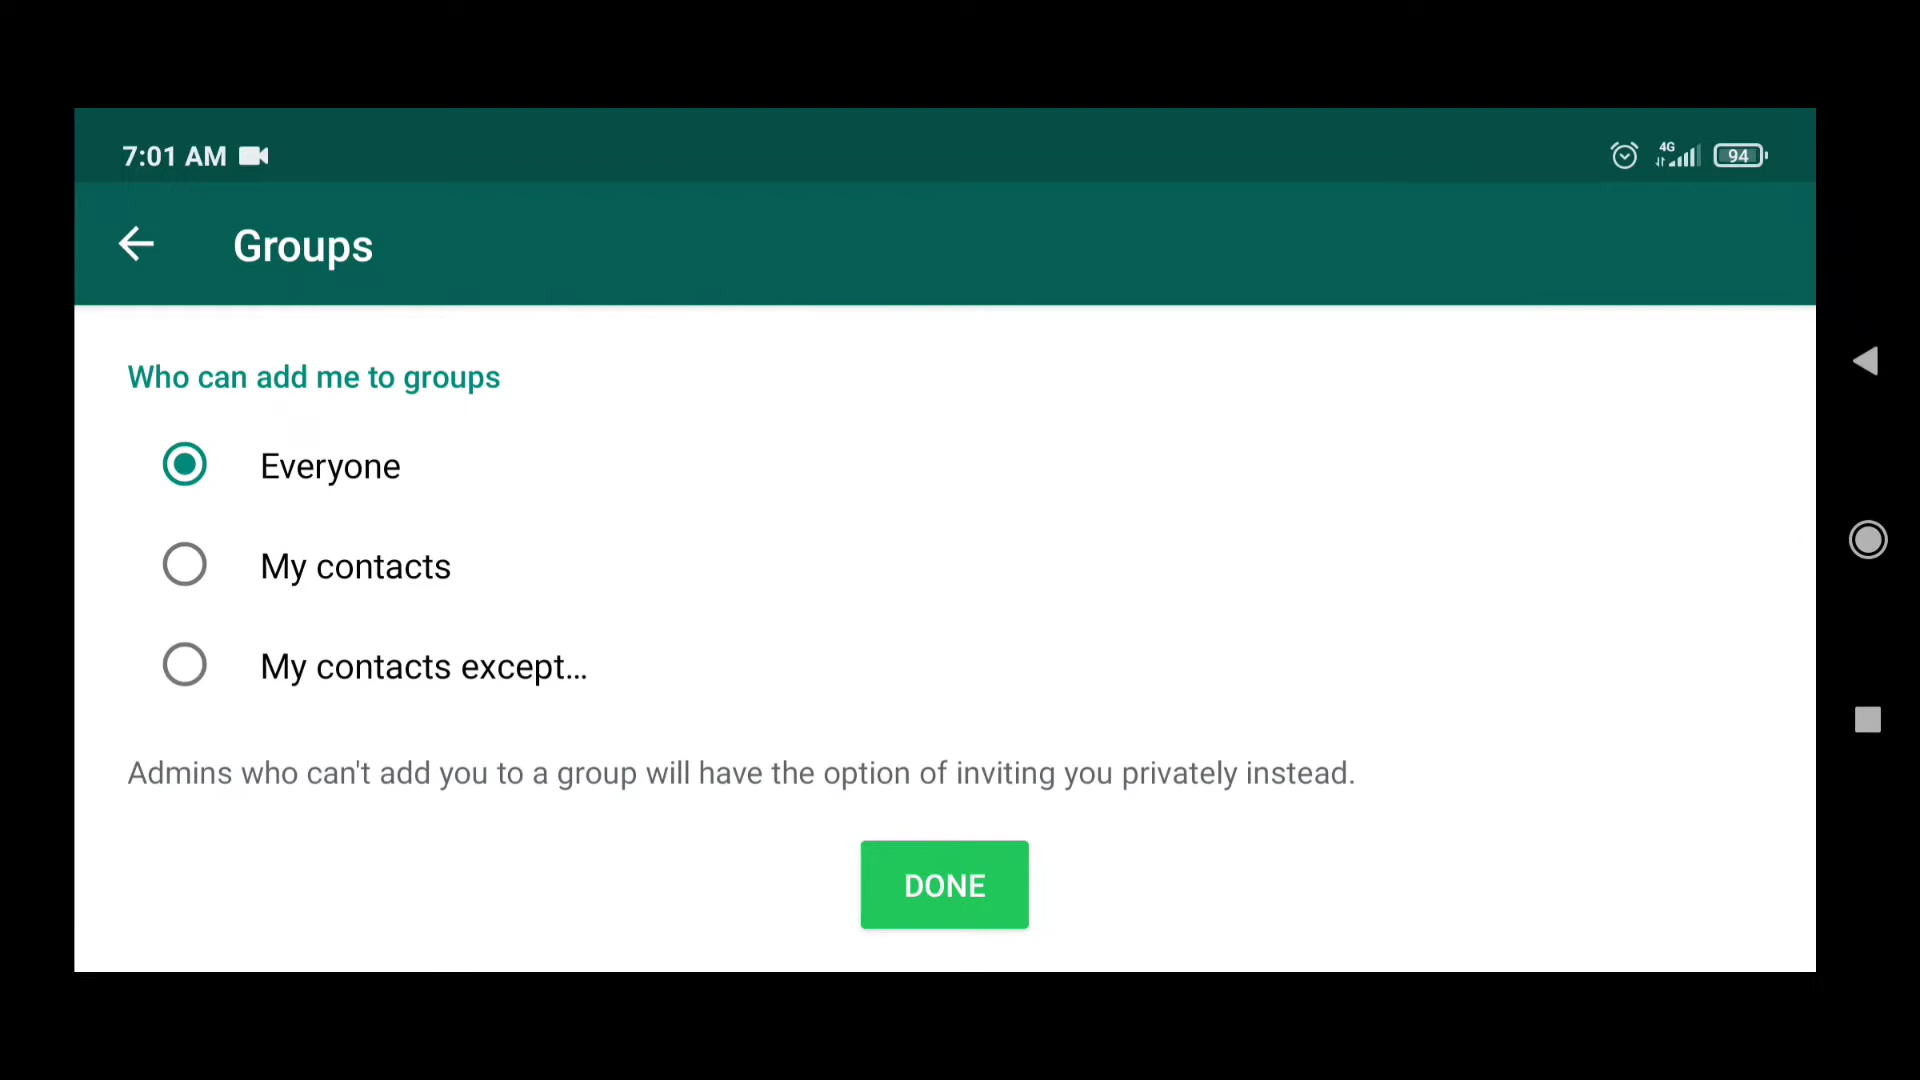 7:01 AM
4G
94
Groups
Who can add me to groups
Everyone
My contacts
My contacts except...
Admins who can't add you to a group will have the option of inviting you privately instead.
DONE